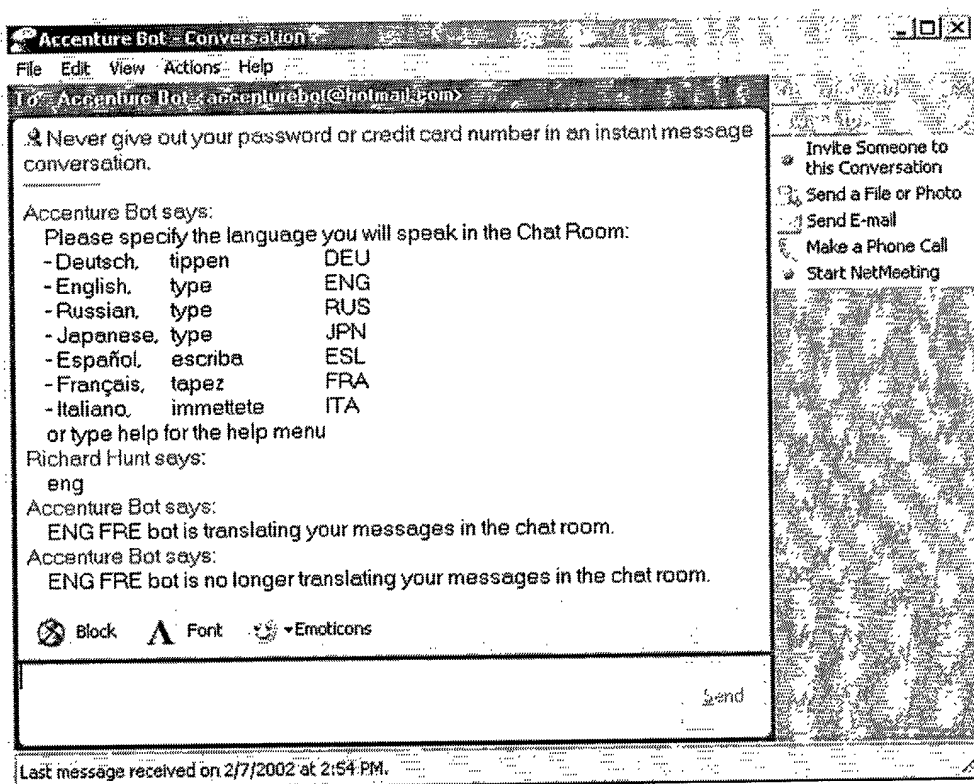 Accenture Bot - Conversation
File Edit View Actions Help
To: Accenture Bot <accenturebot@hotmail.com>
Never give out your password or credit card number in an instant message
conversation.
Accenture Bot says:
Please specify the language you will speak in the Chat Room:
- Deutsch, tippen DEU
- English, type ENG
- Russian, type RUS
- Japanese, type JPN
- Español, escriba ESL
- Français, tapez FRA
- Italiano, immettete ITA
or type help for the help menu
Richard Hunt says:
eng
Accenture Bot says:
ENG FRE bot is translating your messages in the chat room.
Accenture Bot says:
ENG FRE bot is no longer translating your messages in the chat room.
Block Font Emoticons
Send
Last message received on 2/7/2002 at 2:54 PM.
Invite Someone to
this Conversation
Send a File or Photo
Send E-mail
Make a Phone Call
Start NetMeeting